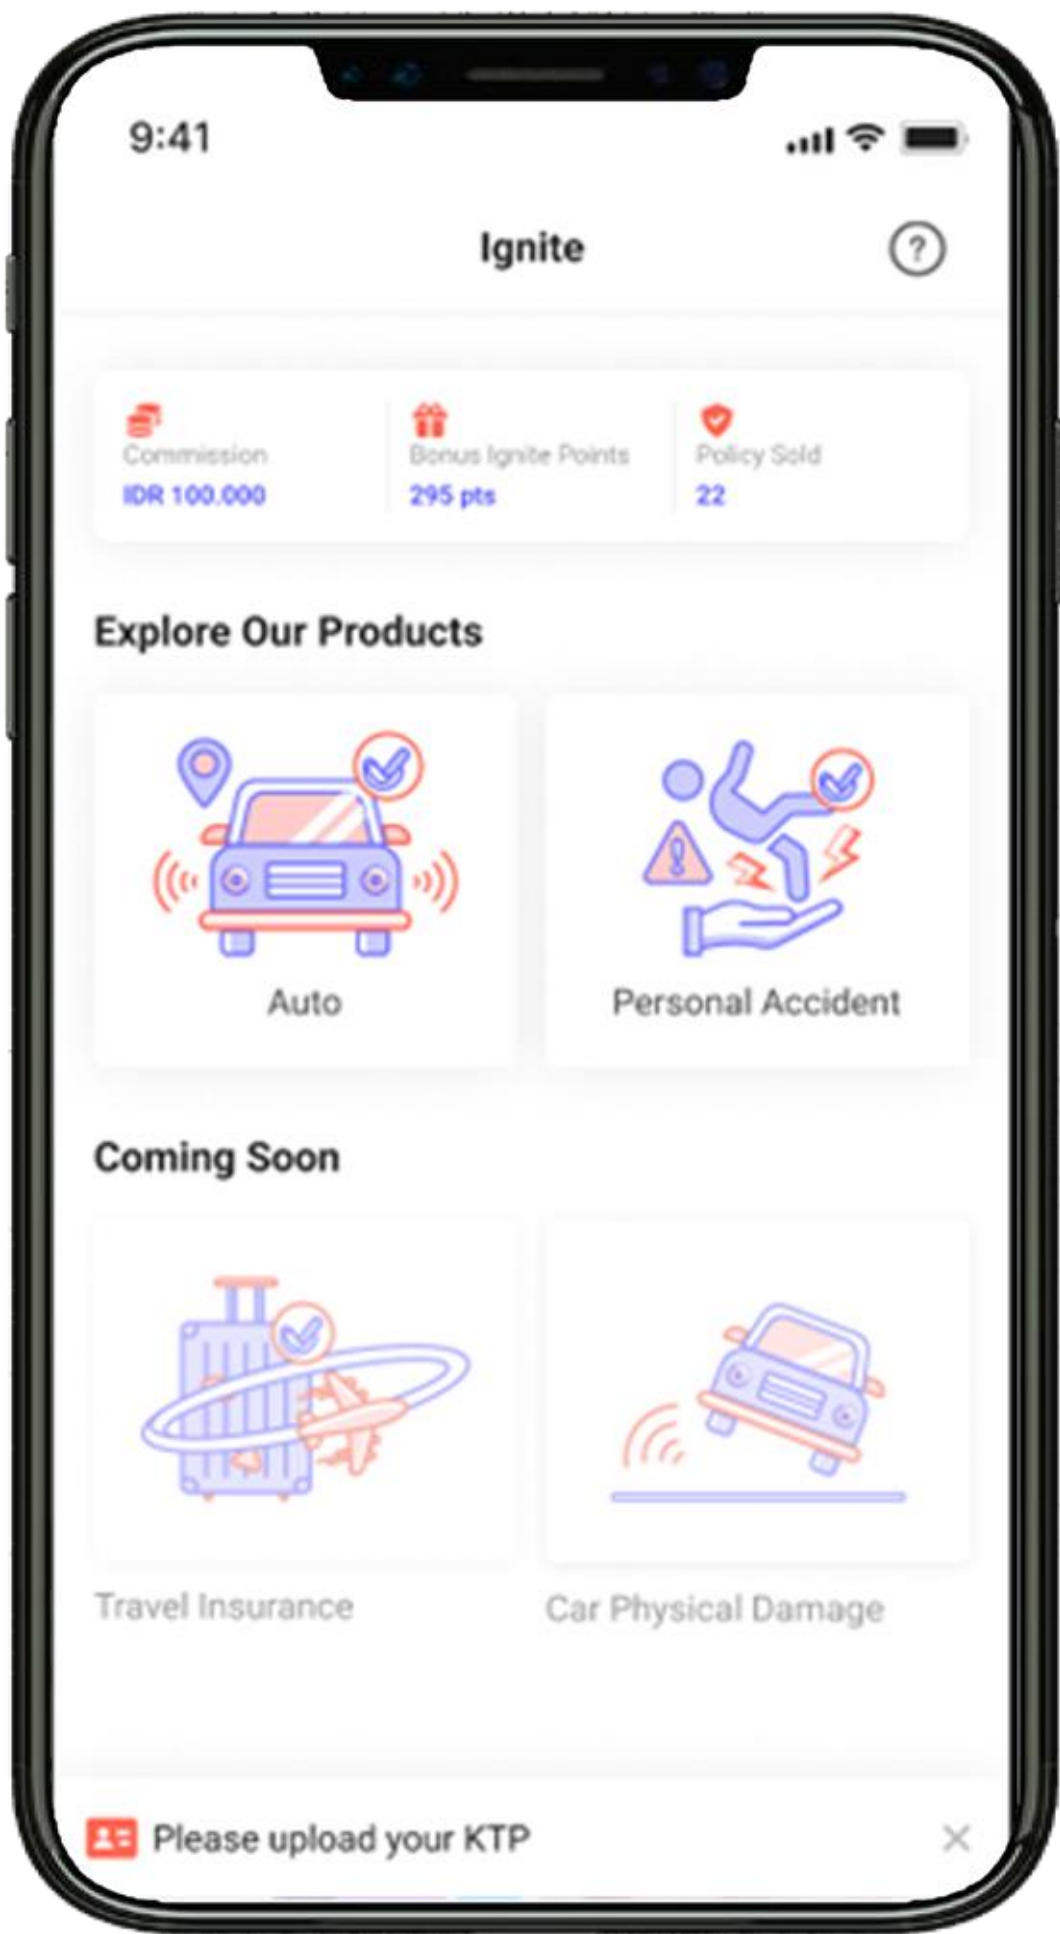 9:41
Ignite
?
Commission
IDR 100.000
Bonus Ignite Points
295 pts
Policy Sold
22
Explore Our Products
Auto
Personal Accident
Coming Soon
Travel Insurance
Car Physical Damage
Please upload your KTP